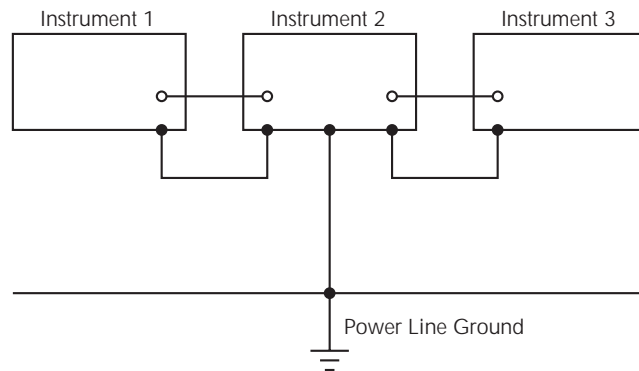 Instrument 1
Instrument 2
Instrument 3
Power Line Ground